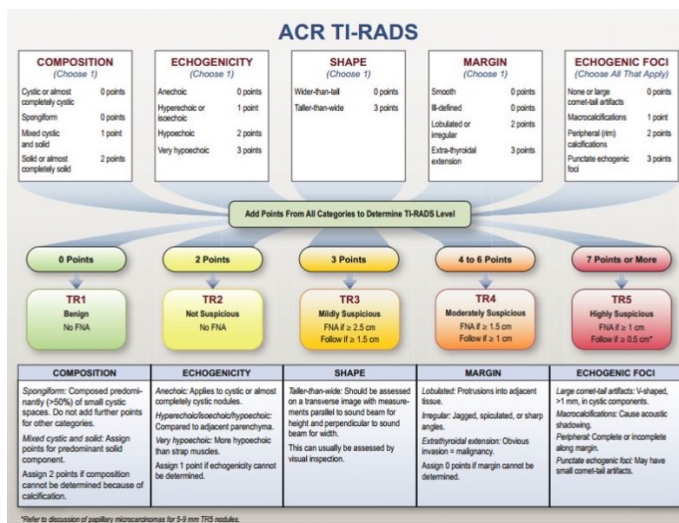 ACR TI-RADS
COMPOSITION
(Choose 1)
Cystic or almost 0 points
completely cystic
Spongiform 0 points
Mixed cystic 1 point
and solid
Solid or almost 2 points
completely solid
ECHOGENICITY
(Choose 1)
Anechoic 0 points
Hyperechoic or 1 point
isoechoic
Hypoechoic 2 points
Very hypoechoic 3 points
SHAPE
(Choose 1)
Wider-than-tall 0 points
Taller-than-wide 3 points
MARGIN
(Choose 1)
Smooth 0 points
Ill-defined 0 points
Lobulated or 2 points
irregular
Extra-thyroidal 3 points
extension
ECHOGENIC FOCI
(Choose All That Apply)
None or large 0 points
comet-tail artifacts
Macrocalcifications 1 point
Peripheral (rim) 2 points
calcifications
Punctate echogenic 3 points
foci
Add Points From All Categories to Determine TI-RADS Level
0 Points
2 Points
3 Points
4 to 6 Points
7 Points or More
TR1
Benign
No FNA
TR2
Not Suspicious
No FNA
TR3
Mildly Suspicious
FNA if ≥ 2.5 cm
Follow if ≥ 1.5 cm
TR4
Moderately Suspicious
FNA if ≥ 1.5 cm
Follow if ≥ 1 cm
TR5
Highly Suspicious
FNA if ≥ 1 cm
Follow if ≥ 0.5 cm*
COMPOSITION
Spongiform: Composed predomi-
nantly (>50%) of small cystic
spaces. Do not add further points
for other categories.
Mixed cystic and solid: Assign
points for predominant solid
component.
Assign 2 points if composition
cannot be determined because of
calcification.
ECHOGENICITY
Anechoic: Applies to cystic or almost
completely cystic nodules.
Hyperechoic/isoechoic/hypoechoic:
Compared to adjacent parenchyma.
Very hypoechoic: More hypoechoic
than strap muscles.
Assign 1 point if echogenicity cannot
be determined.
SHAPE
Taller-than-wide: Should be assessed
on a transverse image with measure-
ments parallel to sound beam for
height and perpendicular to sound
beam for width.
This can usually be assessed by
visual inspection.
MARGIN
Lobulated: Protrusions into adjacent
tissue.
Irregular: Jagged, spiculated, or sharp
angles.
Extrathyroidal extension: Obvious
invasion = malignancy.
Assign 0 points if margin cannot be
determined.
ECHOGENIC FOCI
Large comet-tail artifacts: V-shaped,
>1 mm, in cystic components.
Macrocalcifications: Cause acoustic
shadowing.
Peripheral: Complete or incomplete
along margin.
Punctate echogenic foci: May have
small comet-tail artifacts.
*Refer to discussion of papillary microcarcinomas for 5-9 mm TR5 nodules.